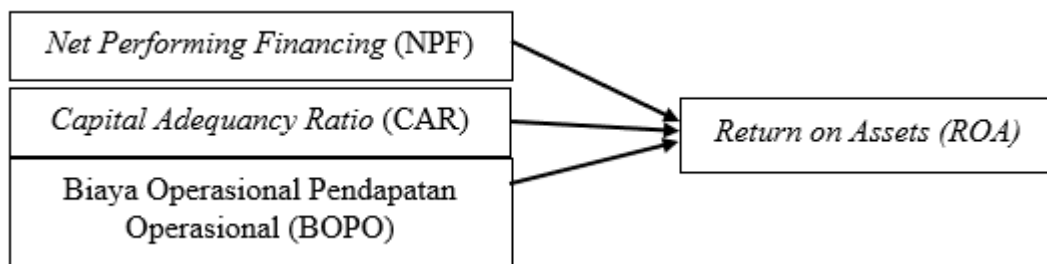 Net Performing Financing (NPF)
Capital Adequancy Ratio (CAR)
Biaya Operasional Pendapatan
Operasional (BOPO)
Return on Assets (ROA)